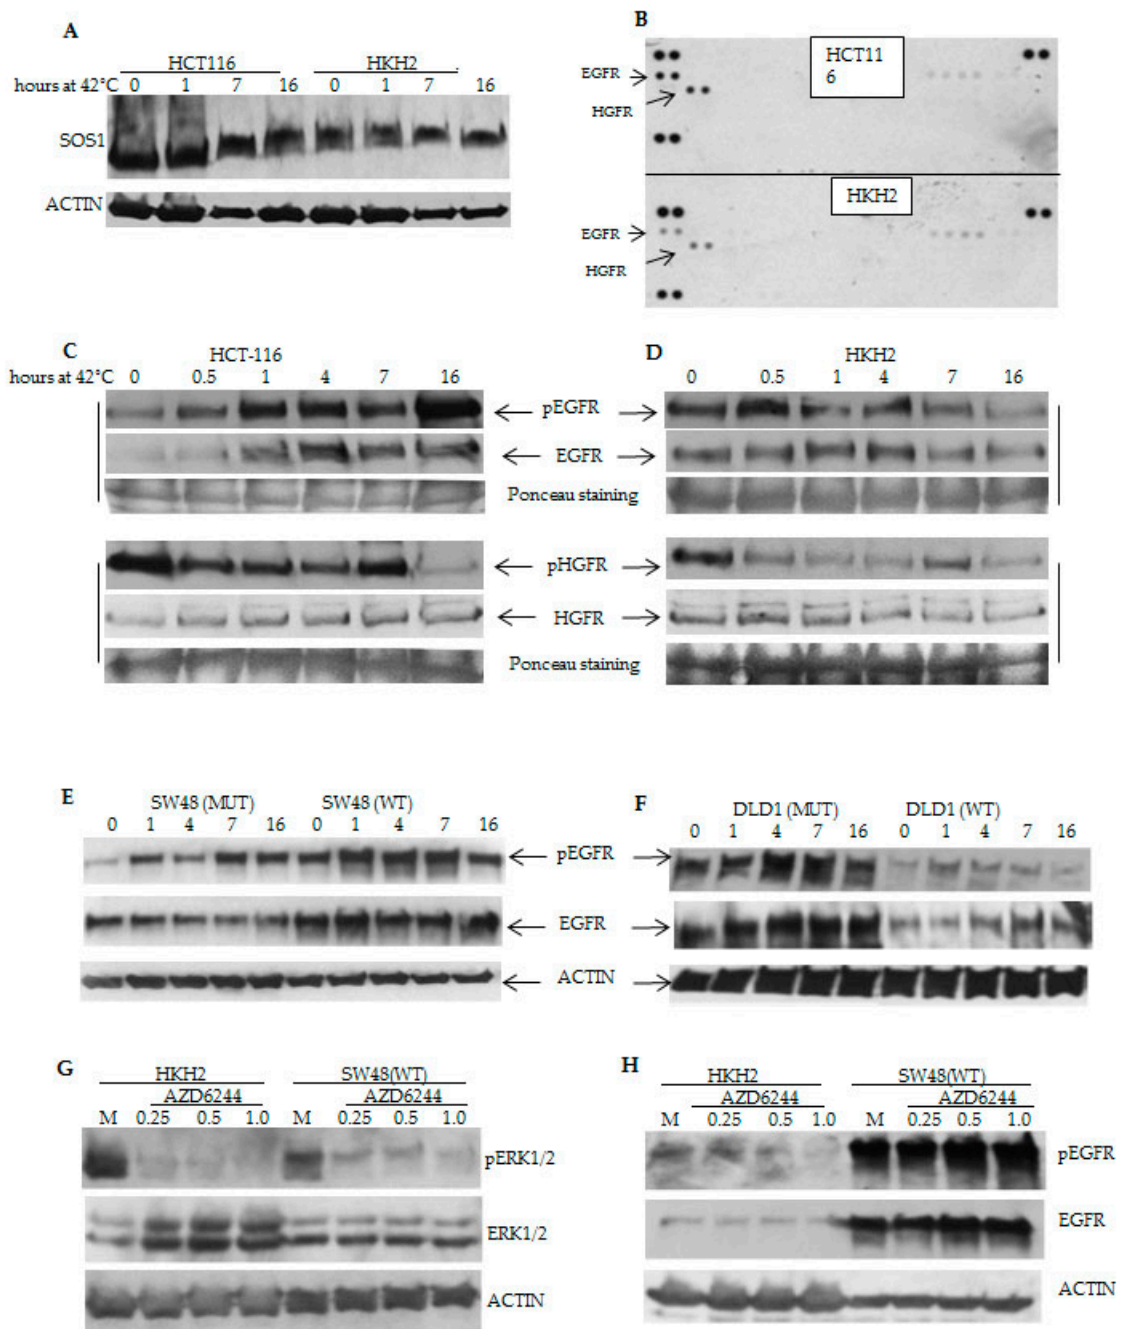 A
HCT116 HKH2
hours at 42°C 0 1 7 16 0 1 7 16
SOS1
ACTIN
B
HCT11
6
EGFR
HGFR
HKH2
EGFR
HGFR
C
HCT-116
hours at 42°C 0 0.5 1 4 7 16
D
HKH2
0 0.5 1 4 7 16
pEGFR
EGFR
Ponceau staining
pHGFR
HGFR
Ponceau staining
E
SW48 (MUT) SW48 (WT)
0 1 4 7 16 0 1 4 7 16
F
DLD1 (MUT) DLD1 (WT)
0 1 4 7 16 0 1 4 7 16
pEGFR
EGFR
ACTIN
G
HKH2 SW48(WT)
AZD6244 AZD6244
M 0.25 0.5 1.0 M 0.25 0.5 1.0
pERK1/2
ERK1/2
ACTIN
H
HKH2 SW48(WT)
AZD6244 AZD6244
M 0.25 0.5 1.0 M 0.25 0.5 1.0
pEGFR
EGFR
ACTIN